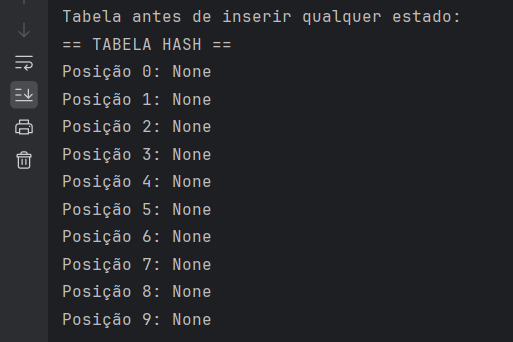 Tabela antes de inserir qualquer estado:
== TABELA HASH ==
Posição 0: None
Posição 1: None
Posição 2: None
Posição 3: None
Posição 4: None
Posição 5: None
Posição 6: None
Posição 7: None
Posição 8: None
Posição 9: None